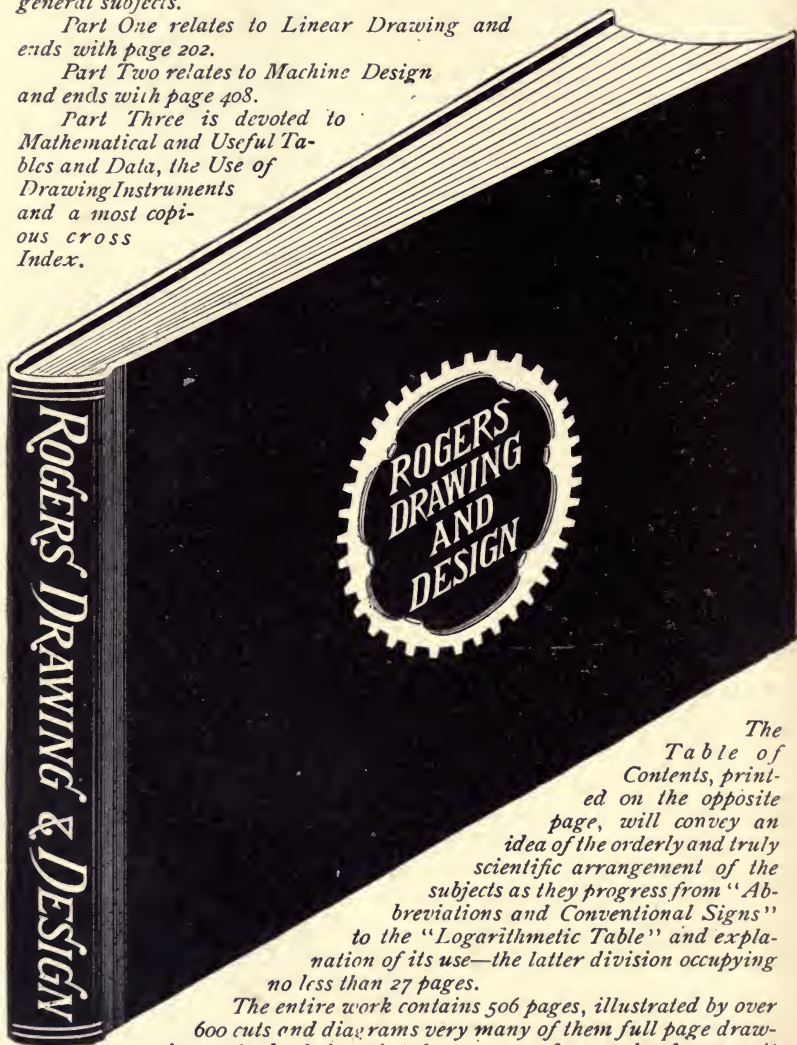 general subjects.
Part One relates to Linear Drawing and
ends with page 202.
Part Two relates to Machine Design
and ends with page 408.
Part Three is devoted to
Mathematical and Useful Ta-
bles and Data, the Use of
Drawing Instruments
and a most copi-
ous cross
Index.
ROGERS
DRAWING
AND
DESIGN
ROGERS DRAWING & DESIGN
The
Table of
Contents, print-
ed on the opposite
page, will convey an
idea of the orderly and truly
scientific arrangement of the
subjects as they progress from "Ab-
breviations and Conventional Signs"
to the "Logarithmetic Table" and expla-
nation of its use—the latter division occupying
no less than 27 pages.
The entire work contains 506 pages, illustrated by over
600 cuts and diagrams very many of them full page draw-